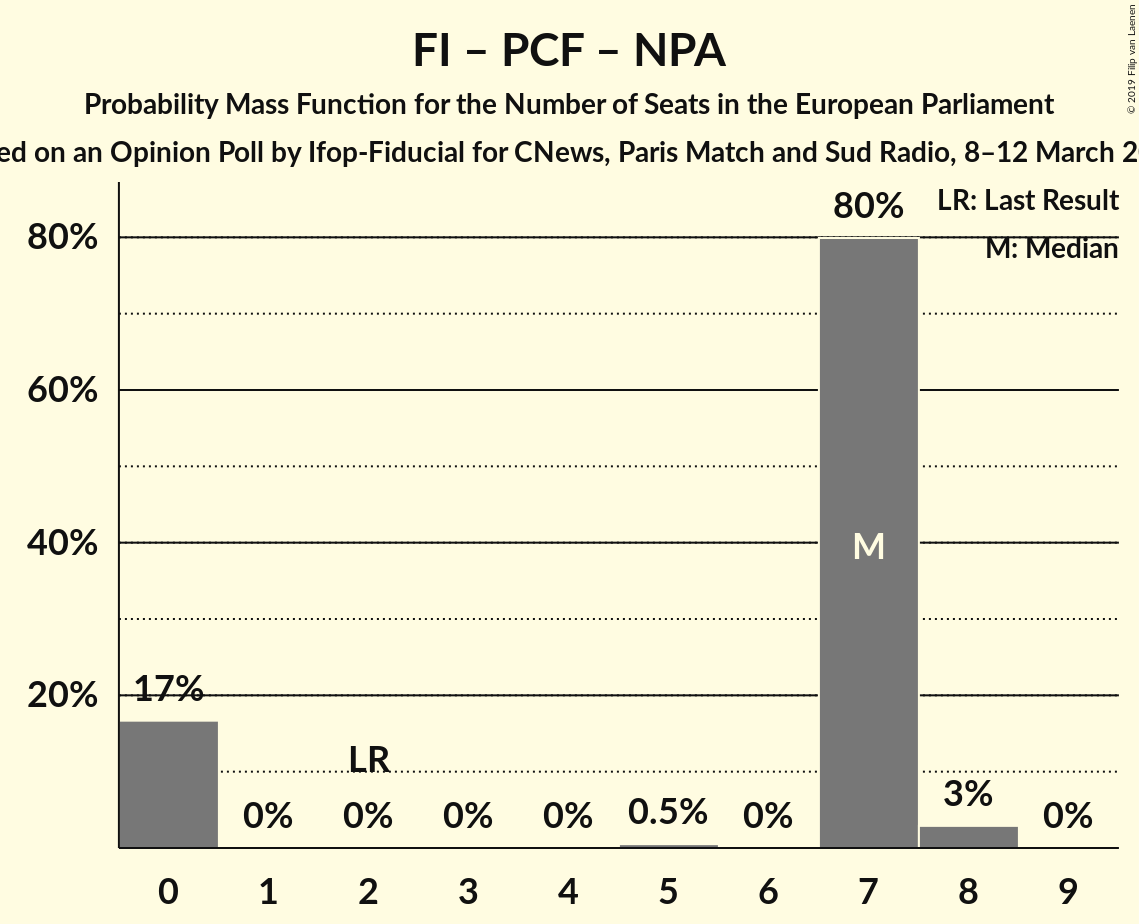 FI – PCF – NPA
Probability Mass Function for the Number of Seats in the European Parliament
on an Opinion Poll by Ifop-Fiducial for CNews, Paris Match and Sud Radio, 8–12 March
© 2019 Filip van Laenen
LR: Last Result
M: Median
80%
60%
40%
20%
17%
0%
LR
0%
0%
0%
0.5%
0%
80%
M
3%
0%
0 1 2 3 4 5 6 7 8 9